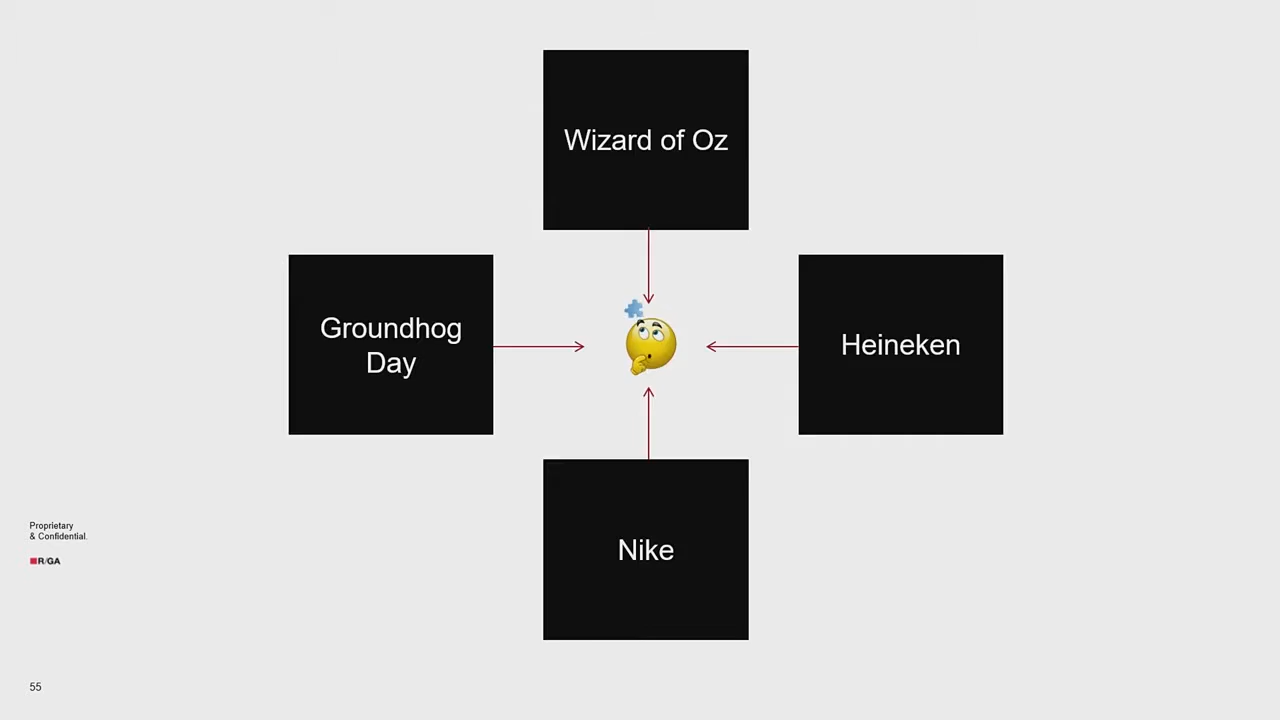 Wizard of Oz
Groundhog
Day
Heineken
Nike
Proprietary
& Confidential.
R/GA
55